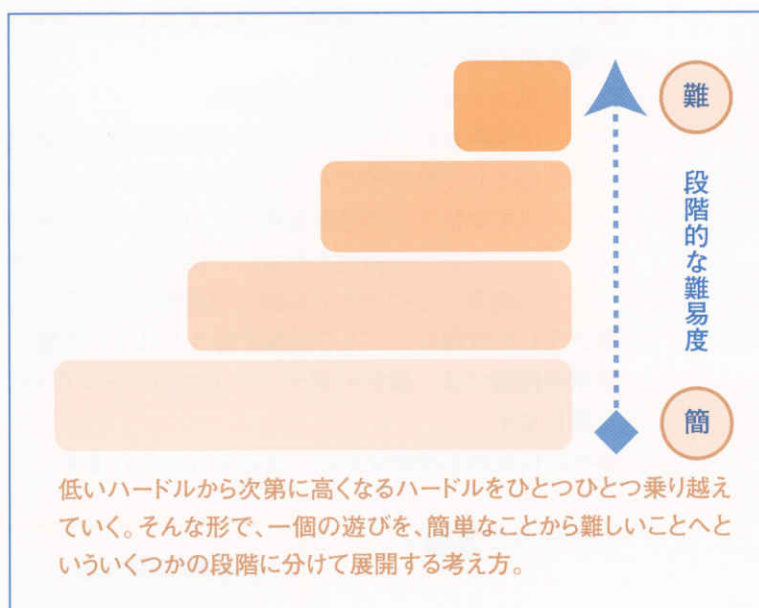 難
段階的な難易度
簡
低いハードルから次第に高くなるハードルをひとつひとつ乗り越え
ていく。そんな形で、一個の遊びを、簡単なことから難しいことへと
いういくつかの段階に分けて展開する考え方。